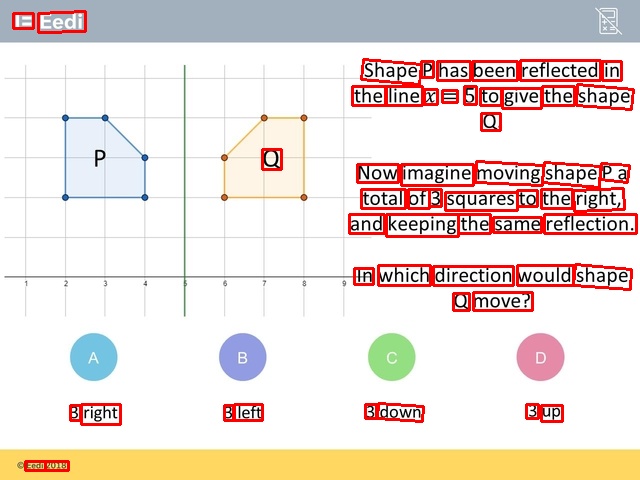 Eedi
Shape P has been reflected in
the line x = 5 to give the shape
Q
Now imagine moving shape P a
total of 3 squares to the right,
and keeping the same reflection.
In which direction would shape
Q move?
P
Q
1 2 3 4 5 6 7 8 9
A B C D
3 right 3 left 3 down 3 up
© Eedi 2018